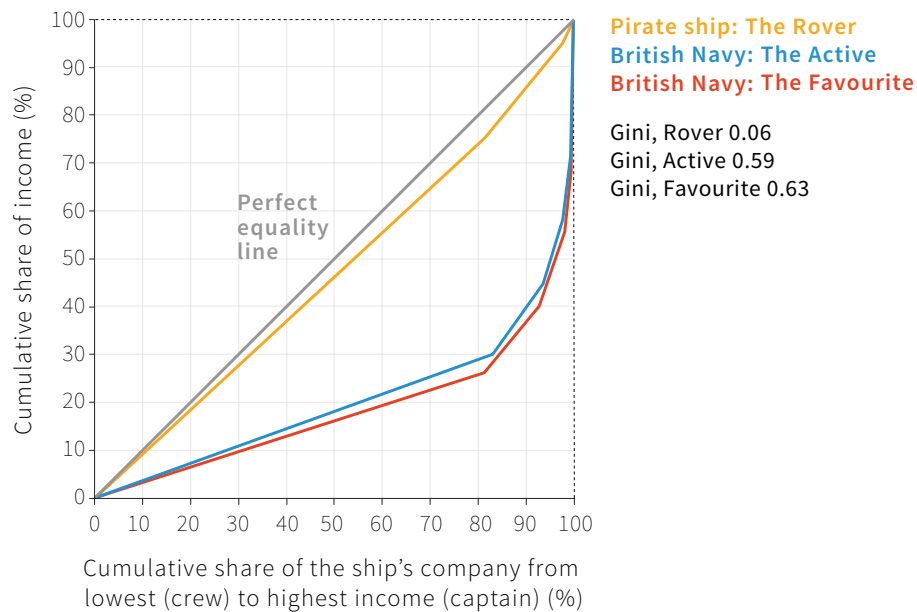 100
90
80
70
60
50
40
30
20
10
0
Cumulative share of income (%)
Perfect
equality
line
0 10 20 30 40 50 60 70 80 90 100
Cumulative share of the ship's company from
lowest (crew) to highest income (captain) (%)
Pirate ship: The Rover
British Navy: The Active
British Navy: The Favourite
Gini, Rover 0.06
Gini, Active 0.59
Gini, Favourite 0.63